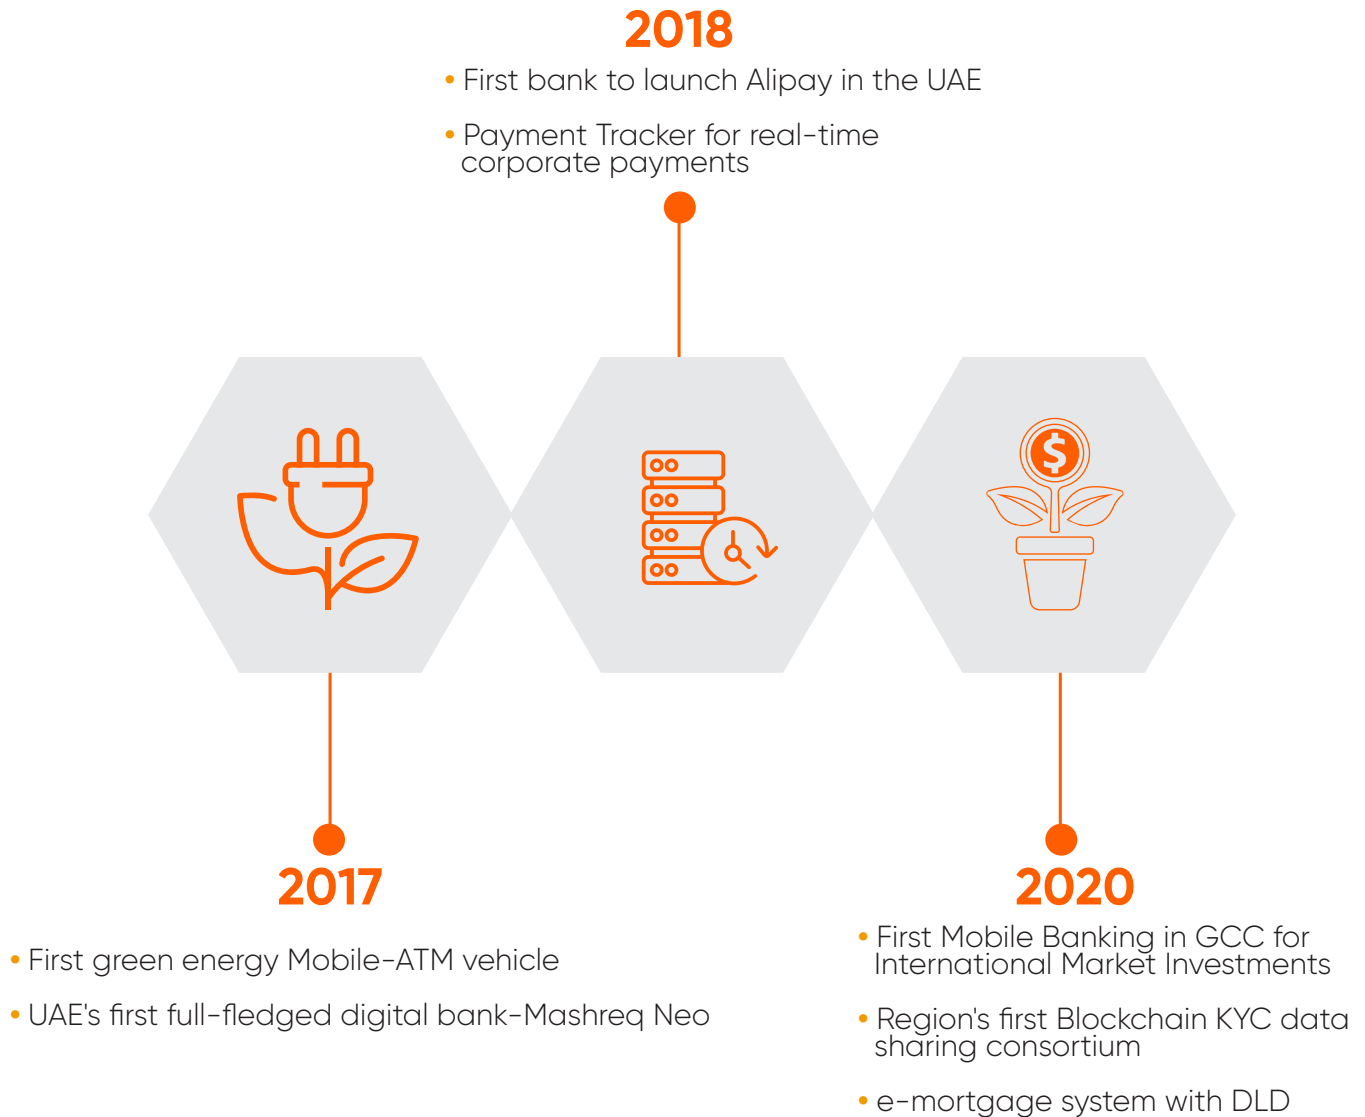 2018
• First bank to launch Alipay in the UAE
• Payment Tracker for real-time
corporate payments
$
2017
• First green energy Mobile-ATM vehicle
• UAE's first full-fledged digital bank-Mashreq Neo
2020
• First Mobile Banking in GCC for
International Market Investments
• Region's first Blockchain KYC data
sharing consortium
• e-mortgage system with DLD